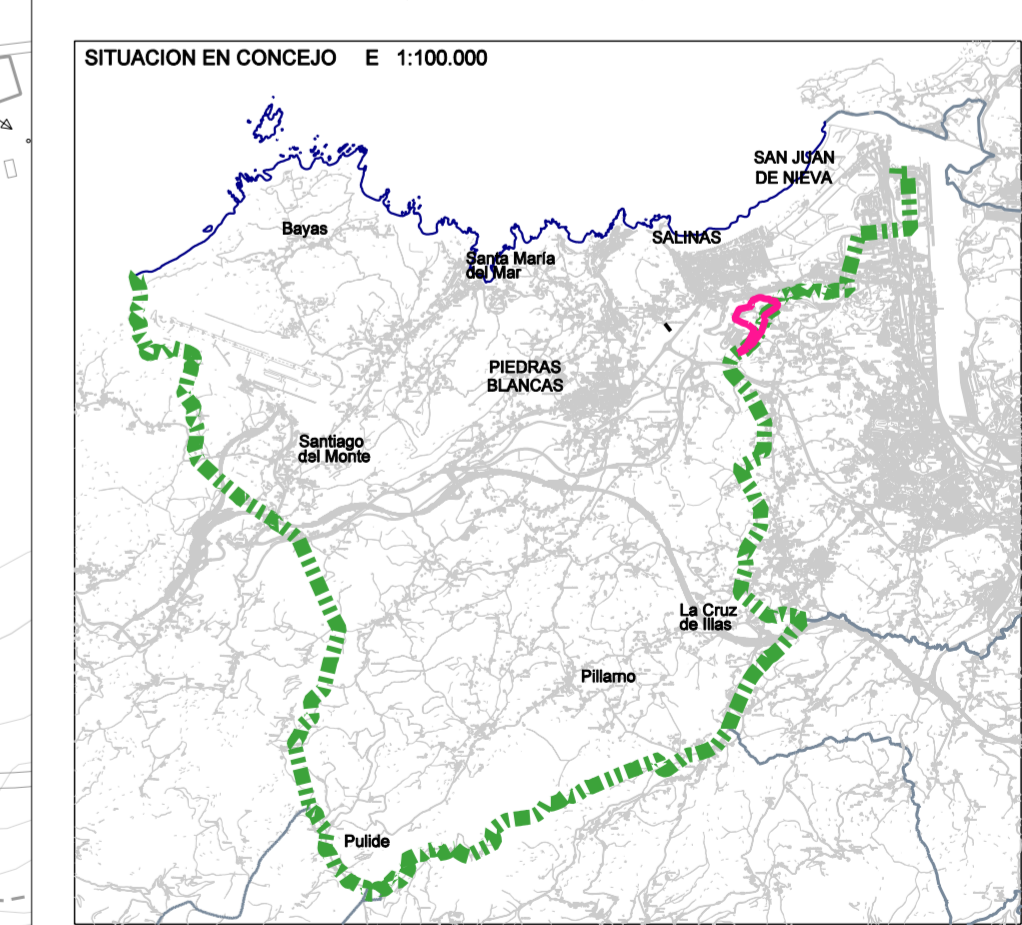 SITUACION EN CONCEJO E 1:100.000
SAN JUAN
DE NIEVA
Bayas
SALINAS
Santa María
del Mar
PIEDRAS
BLANCAS
Santiago
del Monte
La Cruz
de Illas
Pillarno
Pulide